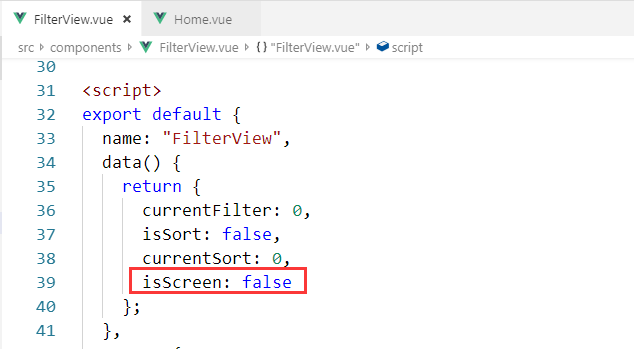 FilterView.vue × Home.vue
src > components > FilterView.vue > {} "FilterView.vue" > script
30
31 <script>
32 export default {
33 name: "FilterView",
34 data() {
35 return {
36 currentFilter: 0,
37 isSort: false,
38 currentSort: 0,
39 isScreen: false
40 };
41 },